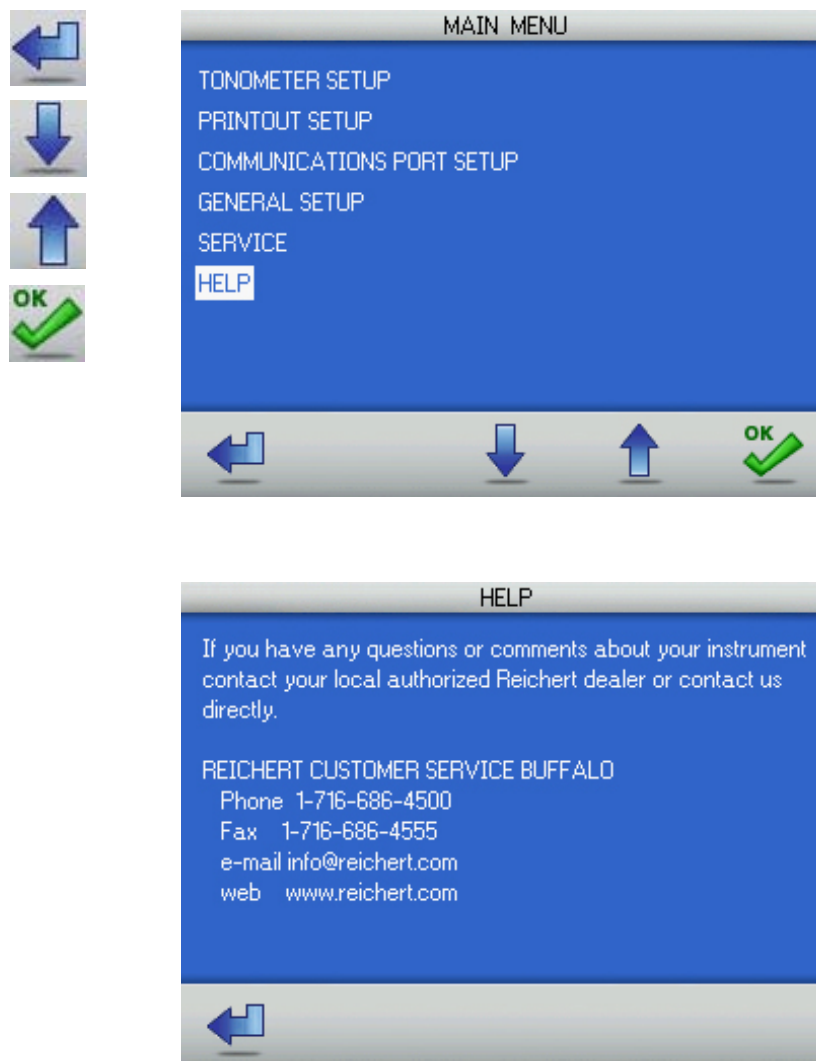 OK
MAIN MENU
TONOMETER SETUP
PRINTOUT SETUP
COMMUNICATIONS PORT SETUP
GENERAL SETUP
SERVICE
HELP
OK
HELP
If you have any questions or comments about your instrument
contact your local authorized Reichert dealer or contact us
directly.
REICHERT CUSTOMER SERVICE BUFFALO
Phone 1-716-686-4500
Fax 1-716-686-4555
e-mail info@reichert.com
web www.reichert.com